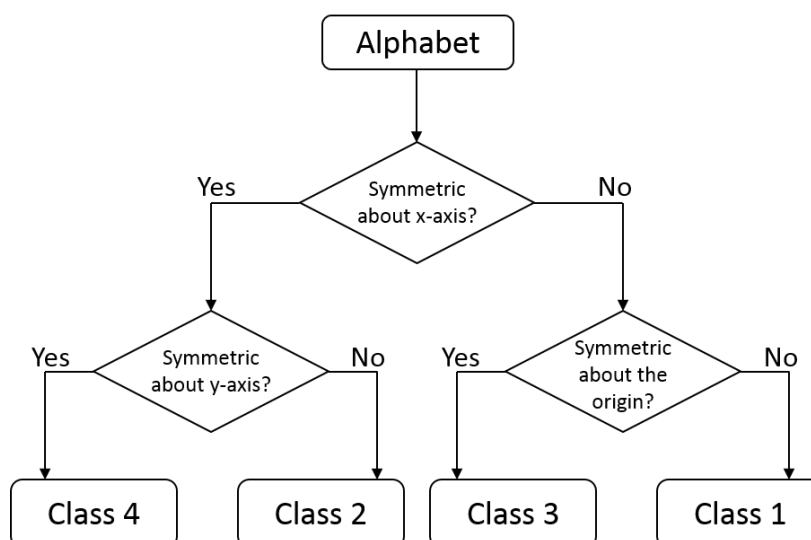 Alphabet
Yes
Symmetric
about x-axis?
No
Yes
Symmetric
about y-axis?
No
Yes
Symmetric
about the
origin?
No
Class 4
Class 2
Class 3
Class 1